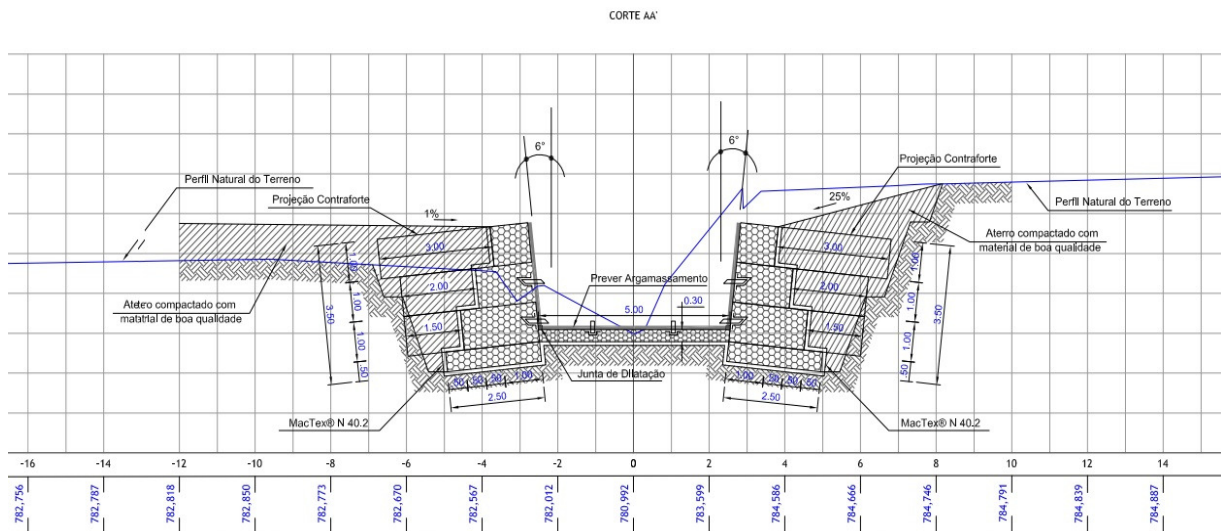 CORTE AA'
6°
6°
Projeção Contraforte
Perfil Natural do Terreno
Projeção Contraforte
25%
Perfil Natural do Terreno
1%
Aterro compactado com
material de boa qualidade
3.00
3.00
1.00
1.00
Prever Argamassamento
0.30
2.00
2.00
1.00
1.00
Ateero compactado com
matatrial de boa qualidade
5.00
3.50
3.50
1.50
1.50
1.00
1.00
.50
.50
Junta de Dilatação
.50 .50 .50 1.00
1.00 .50 .50 .50
2.50
2.50
MacTex® N 40.2
MacTex® N 40.2
-16 -14 -12 -10 -8 -6 -4 -2 0 2 4 6 8 10 12 14
782,756 782,787 782,818 782,850 782,773 782,670 782,567 782,012 780,992 783,599 784,586 784,666 784,746 784,791 784,839 784,887